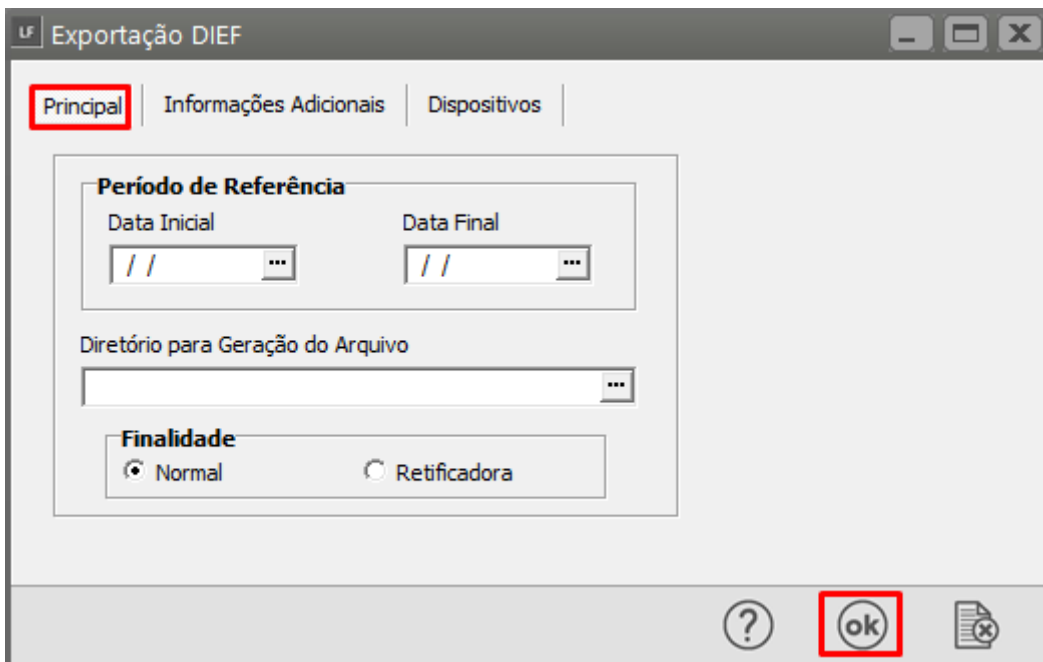 LF Exportação DIEF
Principal Informações Adicionais Dispositivos
Período de Referência
Data Inicial Data Final
/ / ... / / ...
Diretório para Geração do Arquivo
...
Finalidade
Normal Retificadora
? ok